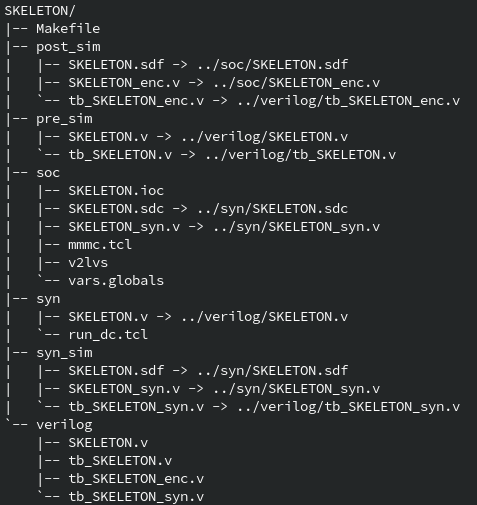 SKELETON/
|-- Makefile
|-- post_sim
|   |-- SKELETON.sdf -> ../soc/SKELETON.sdf
|   |-- SKELETON_enc.v -> ../soc/SKELETON_enc.v
|   `-- tb_SKELETON_enc.v -> ../verilog/tb_SKELETON_enc.v
|-- pre_sim
|   |-- SKELETON.v -> ../verilog/SKELETON.v
|   `-- tb_SKELETON.v -> ../verilog/tb_SKELETON.v
|-- soc
|   |-- SKELETON.ioc
|   |-- SKELETON.sdc -> ../syn/SKELETON.sdc
|   |-- SKELETON_syn.v -> ../syn/SKELETON_syn.v
|   |-- mmmc.tcl
|   |-- v2lvs
|   `-- vars.globals
|-- syn
|   |-- SKELETON.v -> ../verilog/SKELETON.v
|   `-- run_dc.tcl
|-- syn_sim
|   |-- SKELETON.sdf -> ../syn/SKELETON.sdf
|   |-- SKELETON_syn.v -> ../syn/SKELETON_syn.v
|   `-- tb_SKELETON_syn.v -> ../verilog/tb_SKELETON_syn.v
`-- verilog
    |-- SKELETON.v
    |-- tb_SKELETON.v
    |-- tb_SKELETON_enc.v
    `-- tb_SKELETON_syn.v